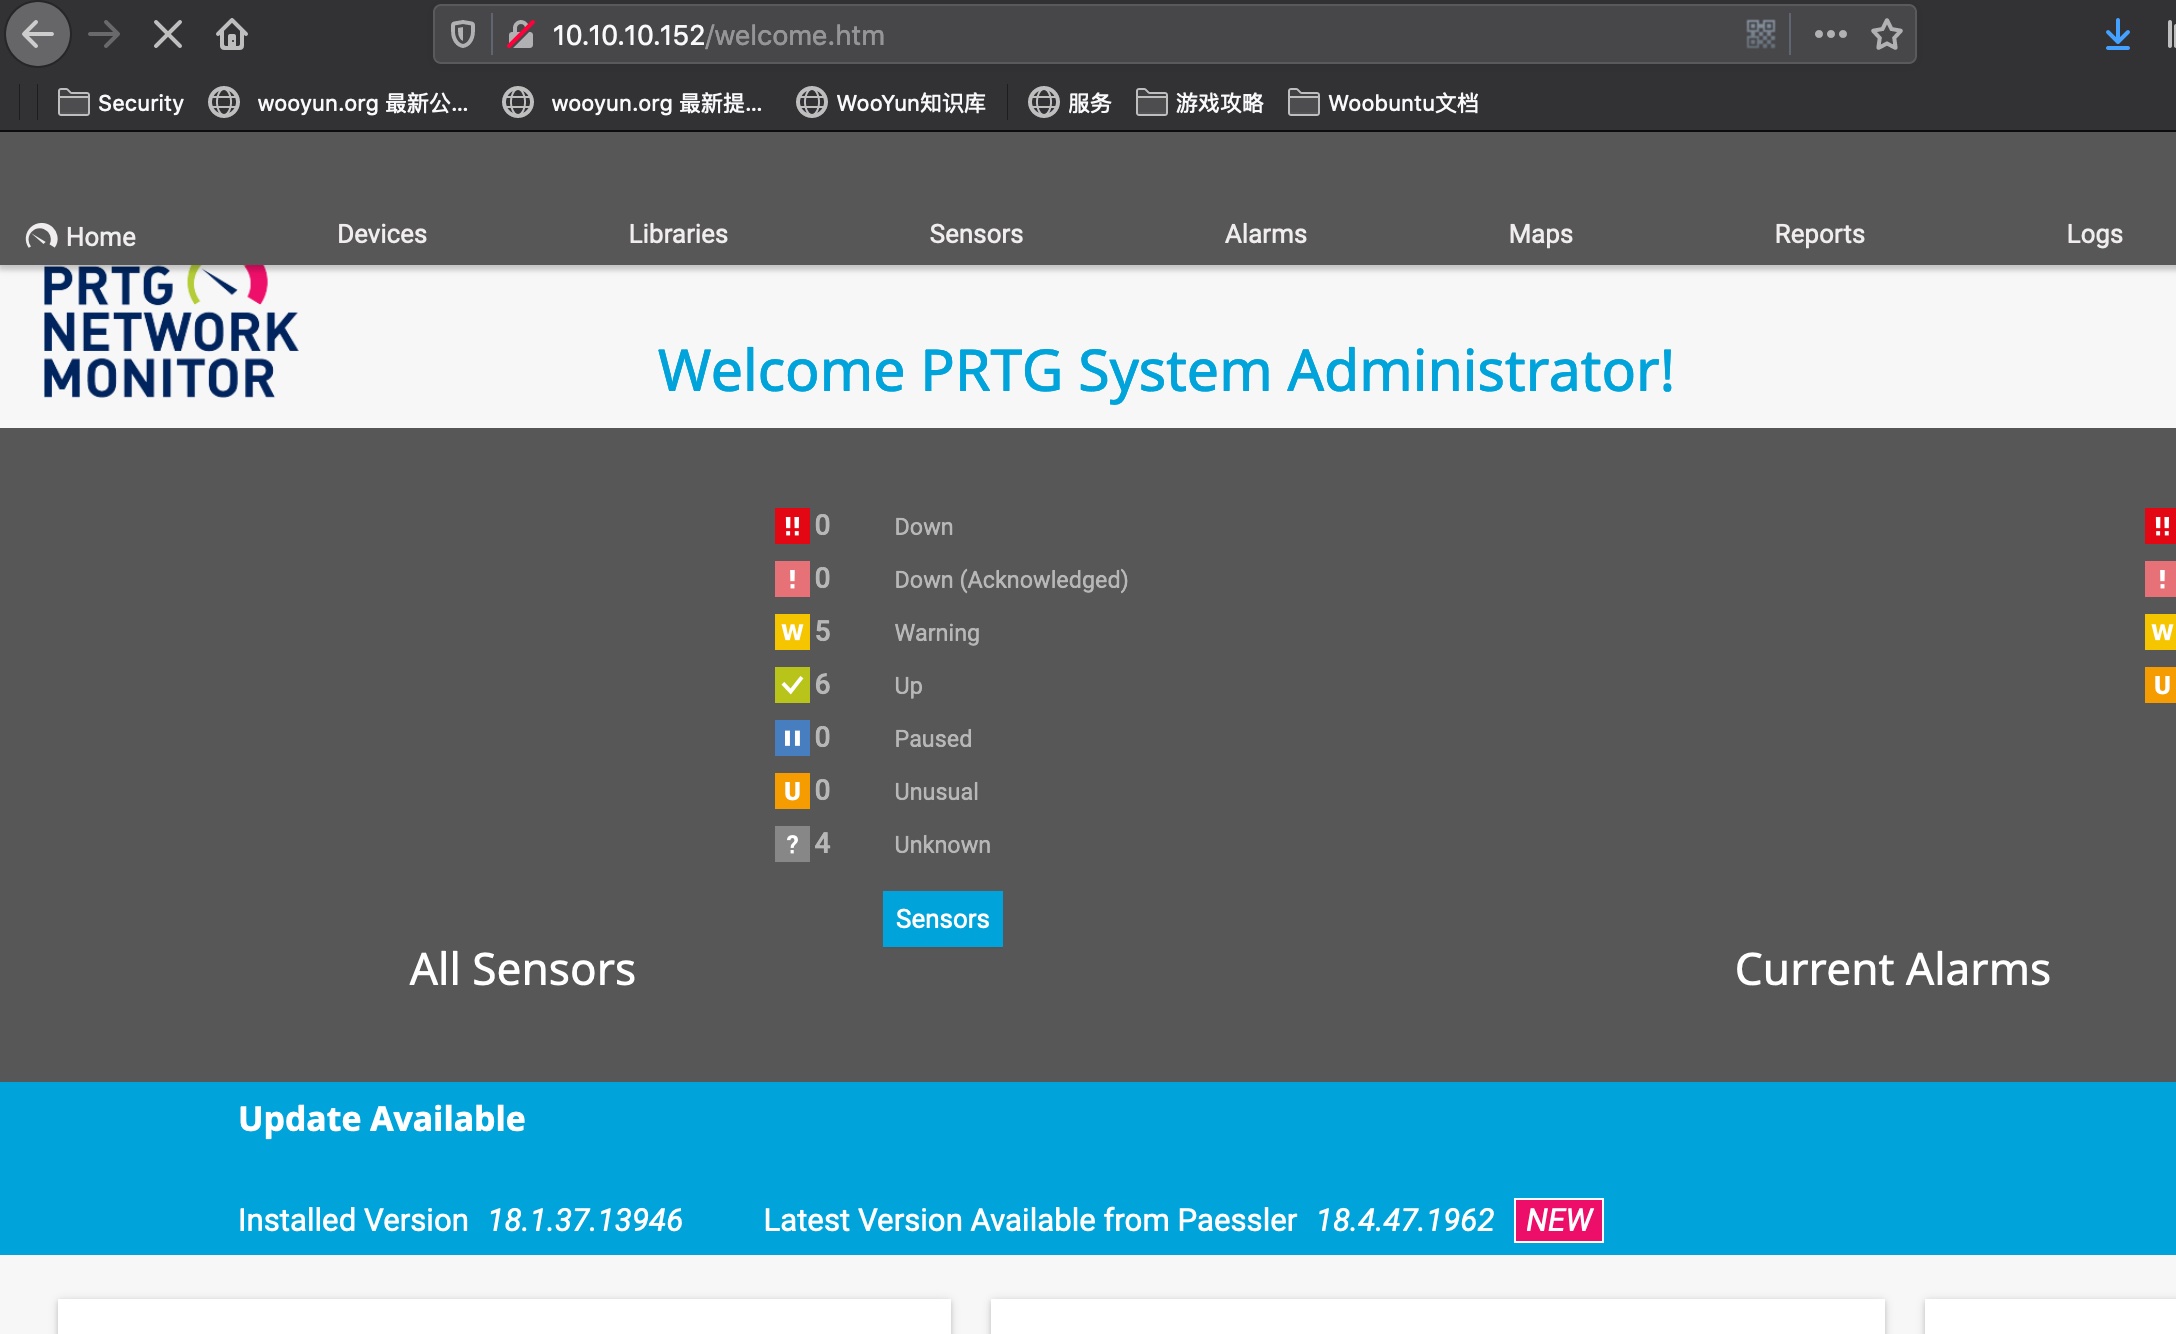 10.10.10.152/welcome.htm
Security wooyun.org 最新公... wooyun.org 最新提... WooYun知识库 服务 游戏攻略 Woobuntu文档
Home Devices Libraries Sensors Alarms Maps Reports Logs
PRTG
NETWORK
MONITOR
Welcome PRTG System Administrator!
!! 0 Down !!
! 0 Down (Acknowledged) !
W 5 Warning W
6 Up U
0 Paused
U 0 Unusual
? 4 Unknown
Sensors
All Sensors Current Alarms
Update Available
Installed Version 18.1.37.13946 Latest Version Available from Paessler 18.4.47.1962 NEW